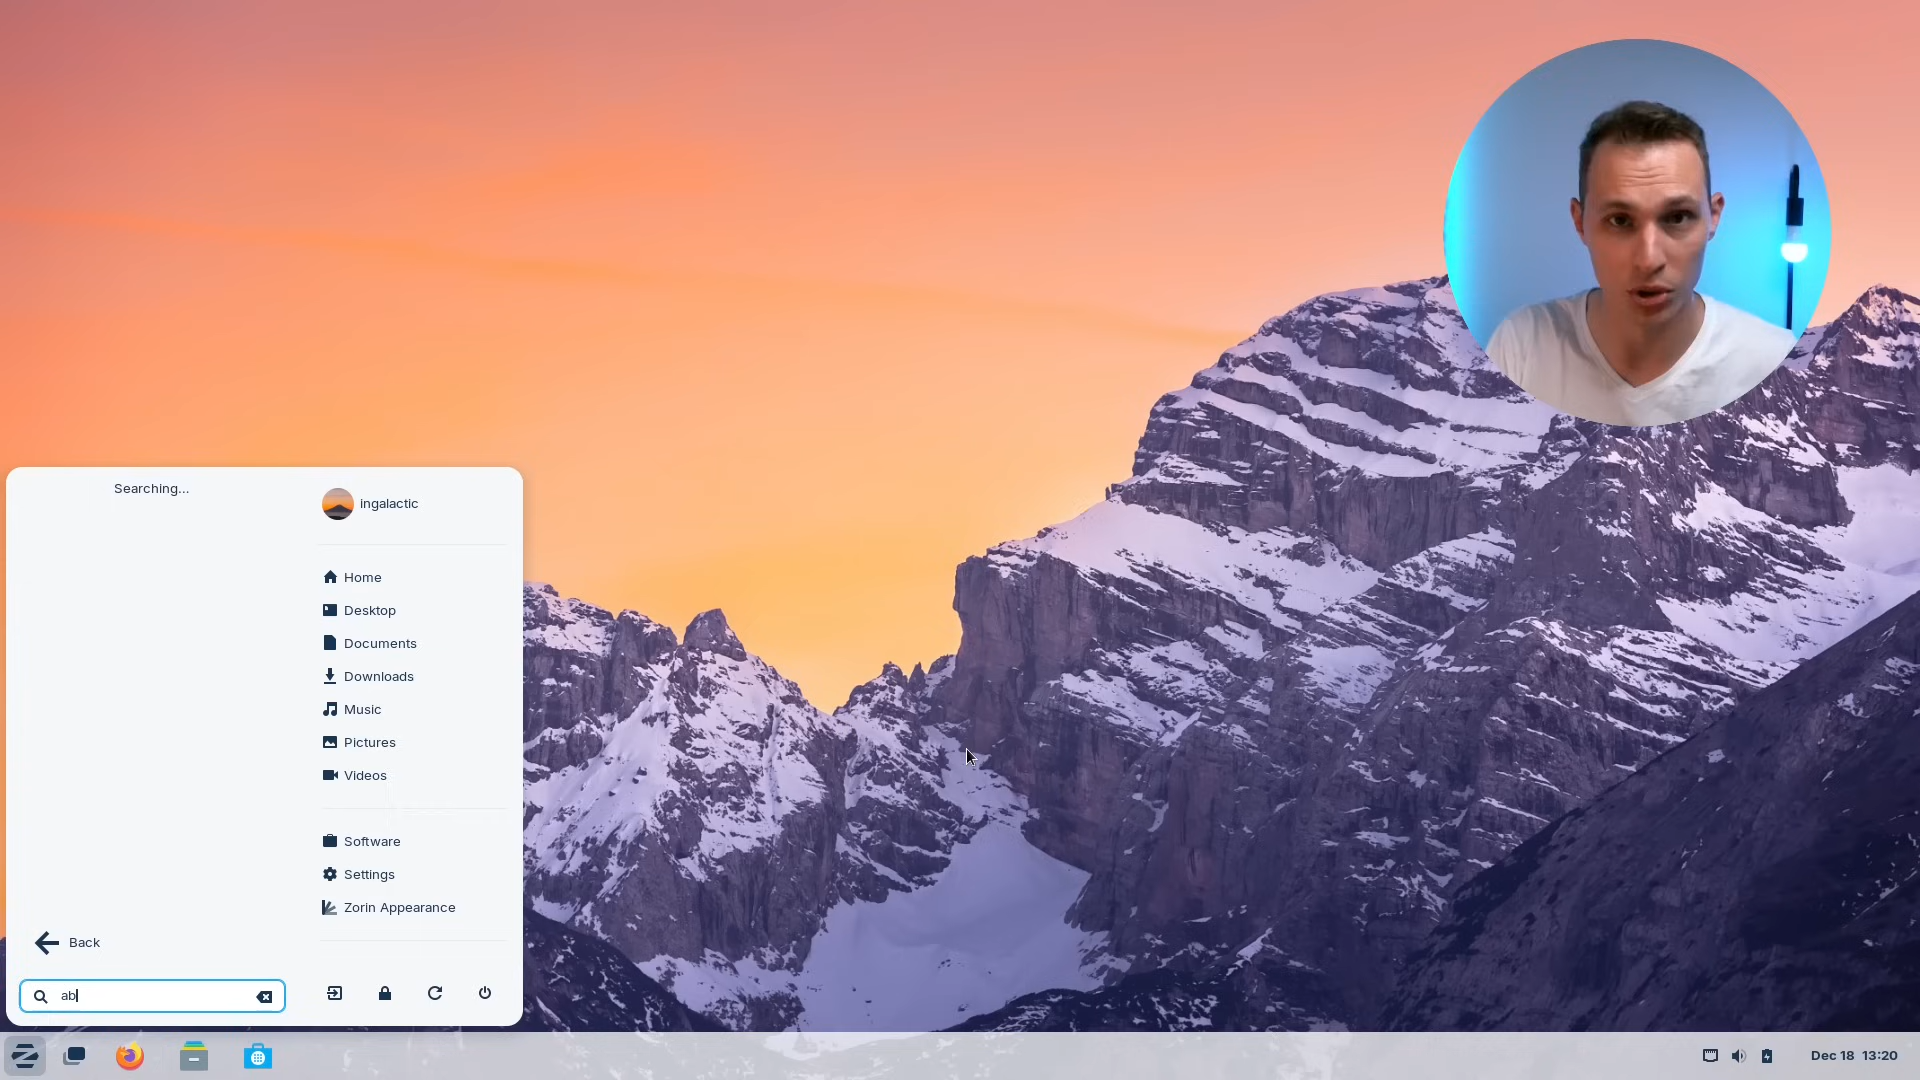 Searching...
ingalactic
Home
Desktop
Documents
Downloads
Music
Pictures
Videos
Software
Settings
Zorin Appearance
Back
ab
Dec 18 13:20